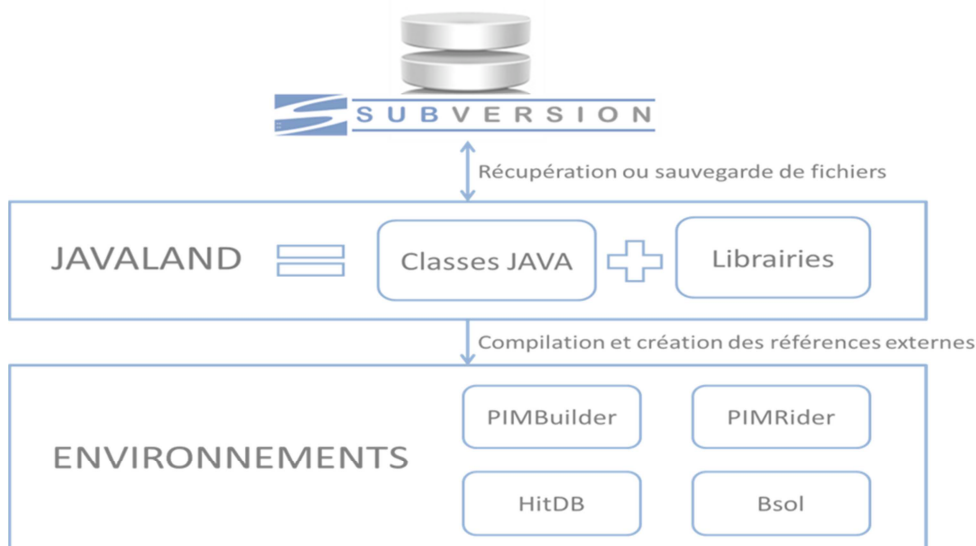 SUBVERSION
Récupération ou sauvegarde de fichiers
JAVALAND
Classes JAVA
Librairies
Compilation et création des références externes
ENVIRONNEMENTS
PIMBuilder
PIMRider
HitDB
Bsol